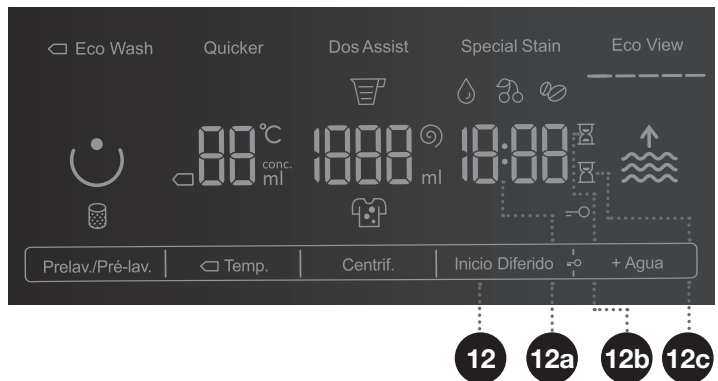 Eco Wash Quicker Dos Assist Special Stain Eco View
88 °C 1888 18:88
conc.
ml ml
Prelav./Pré-lav. Temp. Centrif. Inicio Diferido + Agua
12 12a 12b 12c